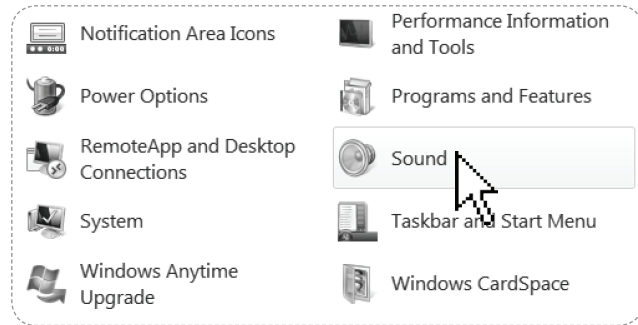 Notification Area Icons
Performance Information
and Tools
Power Options
Programs and Features
RemoteApp and Desktop
Connections
Sound
System
Taskbar and Start Menu
Windows Anytime
Upgrade
Windows CardSpace